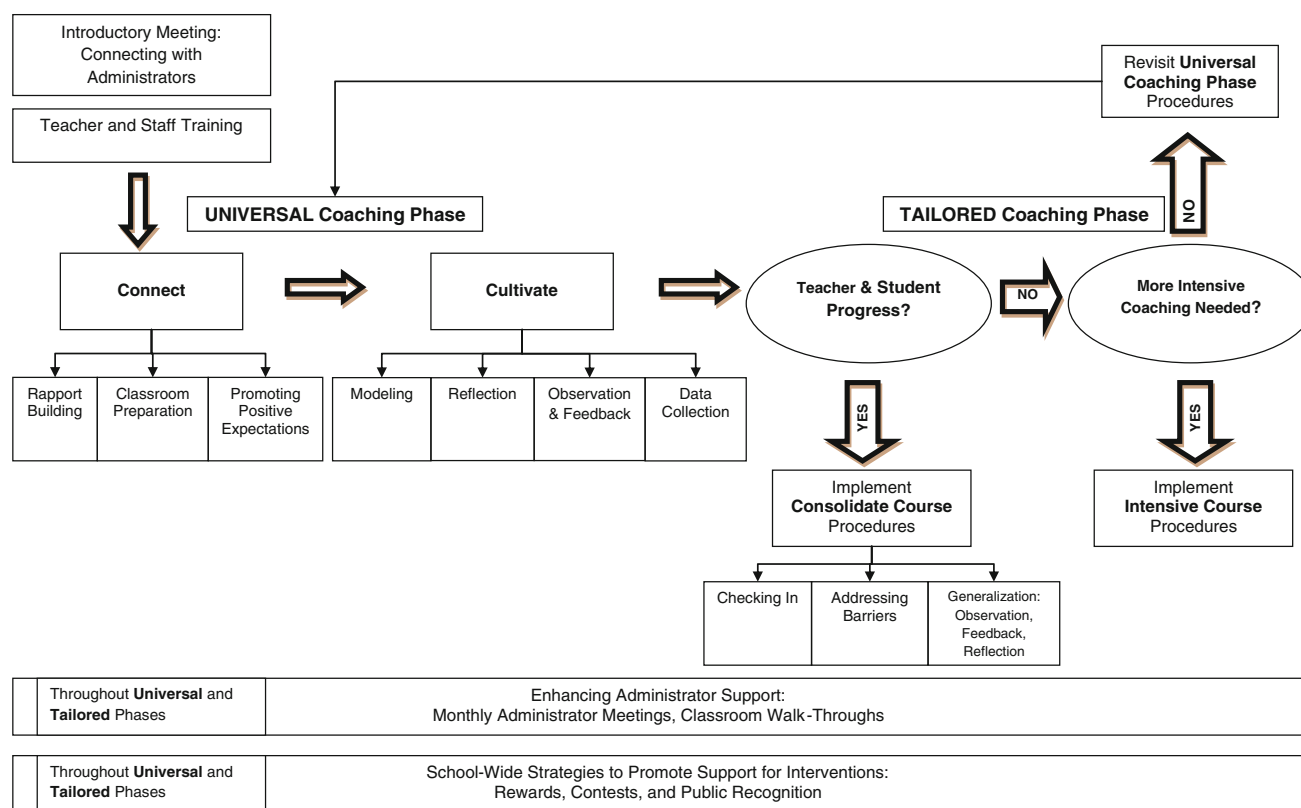 Introductory Meeting:
Connecting with
Administrators
Teacher and Staff Training
Revisit Universal
Coaching Phase
Procedures
UNIVERSAL Coaching Phase
TAILORED Coaching Phase
NO
Connect
Cultivate
Teacher & Student
Progress?
NO
More Intensive
Coaching Needed?
Rapport
Building
Classroom
Preparation
Promoting
Positive
Expectations
Modeling
Reflection
Observation
& Feedback
Data
Collection
YES
YES
Implement
Consolidate Course
Procedures
Implement
Intensive Course
Procedures
Checking In
Addressing
Barriers
Generalization:
Observation,
Feedback,
Reflection
Throughout Universal and
Tailored Phases
Enhancing Administrator Support:
Monthly Administrator Meetings, Classroom Walk-Throughs
Throughout Universal and
Tailored Phases
School-Wide Strategies to Promote Support for Interventions:
Rewards, Contests, and Public Recognition